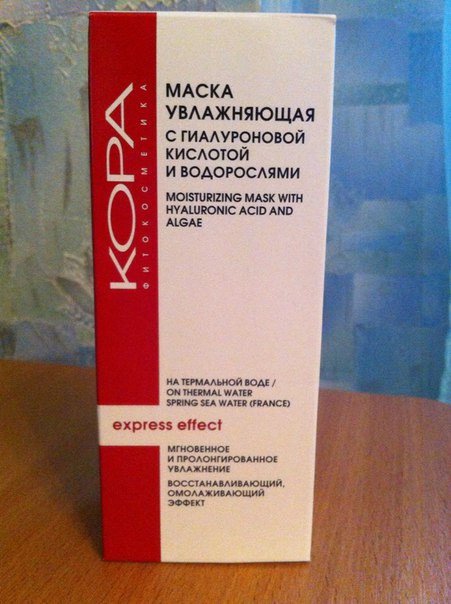 КОРА
ФИТОКОСМЕТИКА
МАСКА
УВЛАЖНЯЮЩАЯ
С ГИАЛУРОНОВОЙ
КИСЛОТОЙ
И ВОДОРОСЛЯМИ
MOISTURIZING MASK WITH
HYALURONIC ACID AND
ALGAE
НА ТЕРМАЛЬНОЙ ВОДЕ /
ON THERMAL WATER
SPRING SEA WATER (FRANCE)
express effect
МГНОВЕННОЕ
И ПРОЛОНГИРОВАННОЕ
УВЛАЖНЕНИЕ
ВОССТАНАВЛИВАЮЩИЙ,
ОМОЛАЖИВАЮЩИЙ
ЭФФЕКТ